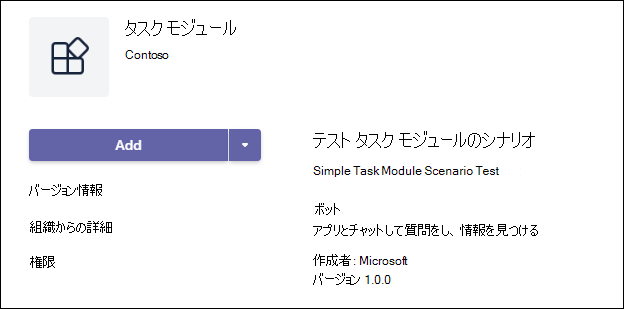 タスク モジュール
Contoso
Add
バージョン情報
組織からの詳細
権限
テスト タスク モジュールのシナリオ
Simple Task Module Scenario Test
ボット
アプリとチャットして質問をし、情報を見つける
作成者: Microsoft
バージョン 1.0.0